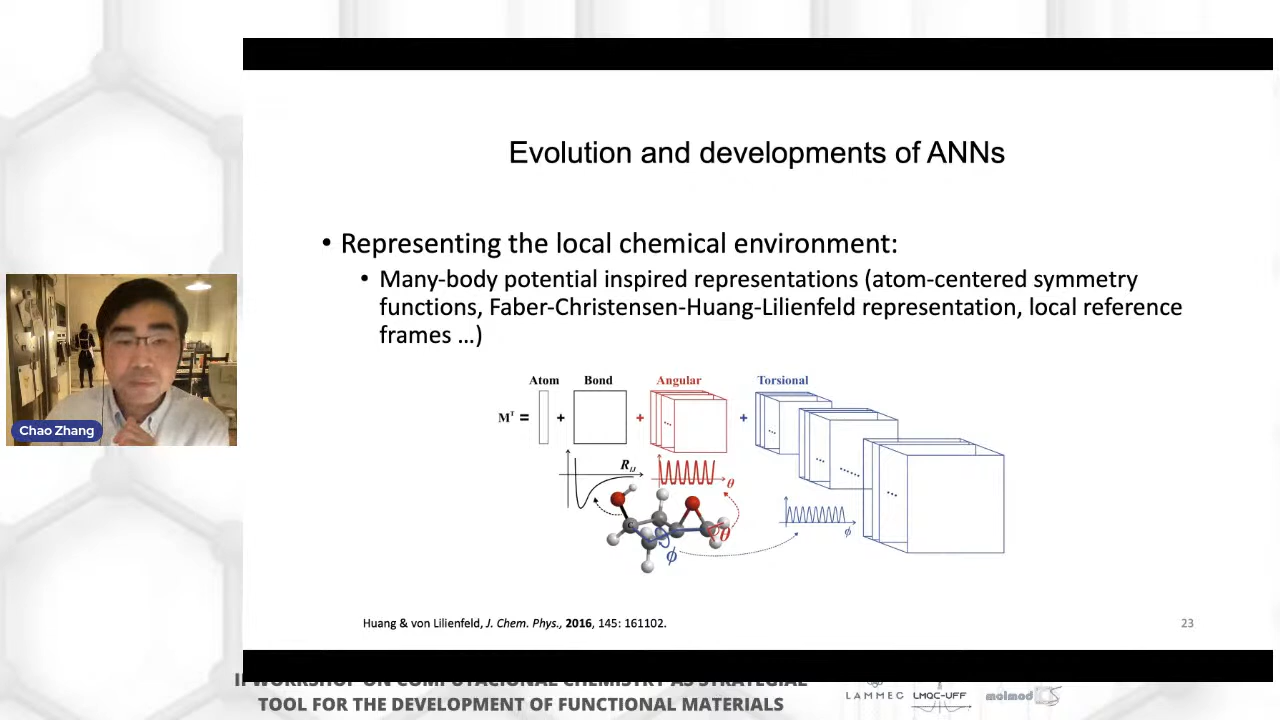 Evolution and developments of ANNs
• Representing the local chemical environment:
• Many-body potential inspired representations (atom-centered symmetry
functions, Faber-Christensen-Huang-Lilienfeld representation, local reference
frames ...)
Atom Bond Angular Torsional
Mᵀ = + + +
R_IJ
θ
... ... ... ...... ...
θ
ϕ
ϕ
Huang & von Lilienfeld, J. Chem. Phys., 2016, 145: 161102.
23
Chao Zhang
WORKSHOP ON COMPUTACIONAL CHEMISTRY AS STRATEGIAL
TOOL FOR THE DEVELOPMENT OF FUNCTIONAL MATERIALS
LAMMEC LMQC-UFF molmod CS